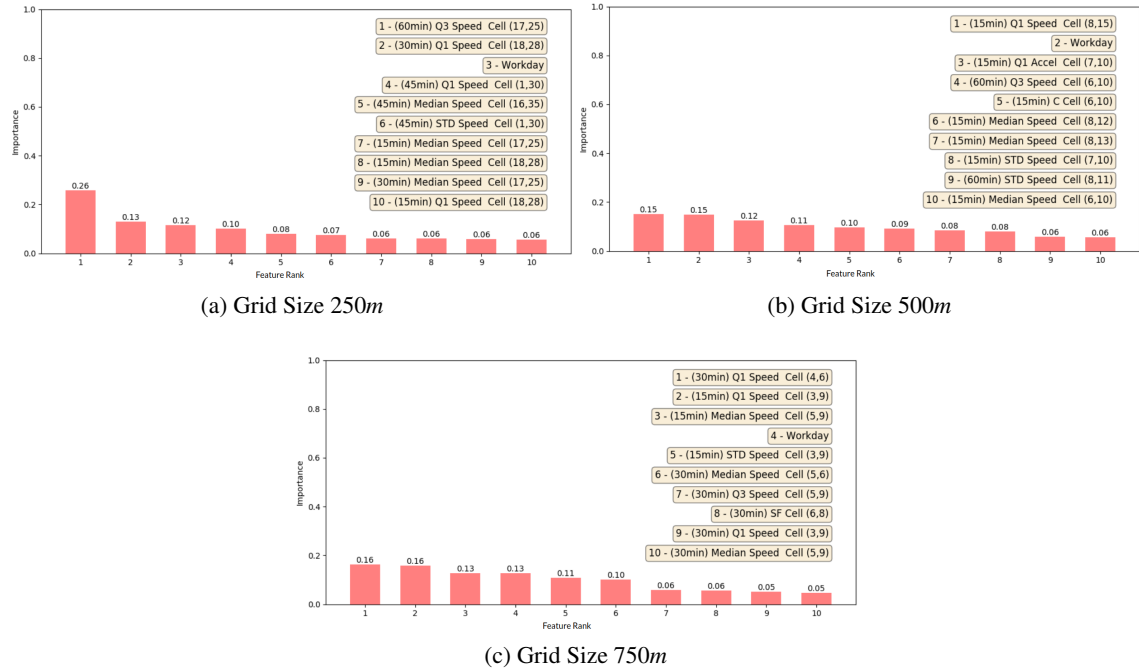 1.0
0.8
0.6
0.4
0.2
0.0
Importance
1 - (60min) Q3 Speed Cell (17,25)
2 - (30min) Q1 Speed Cell (18,28)
3 - Workday
4 - (45min) Q1 Speed Cell (1,30)
5 - (45min) Median Speed Cell (16,35)
6 - (45min) STD Speed Cell (1,30)
7 - (15min) Median Speed Cell (17,25)
8 - (15min) Median Speed Cell (18,28)
9 - (30min) Median Speed Cell (17,25)
10 - (15min) Q1 Speed Cell (18,28)
0.26 0.13 0.12 0.10 0.08 0.07 0.06 0.06 0.06 0.06
1 2 3 4 5 6 7 8 9 10
Feature Rank
(a) Grid Size 250m
1.0
0.8
0.6
0.4
0.2
0.0
Importance
1 - (15min) Q1 Speed Cell (8,15)
2 - Workday
3 - (15min) Q1 Accel Cell (7,10)
4 - (60min) Q3 Speed Cell (6,10)
5 - (15min) C Cell (6,10)
6 - (15min) Median Speed Cell (8,12)
7 - (15min) Median Speed Cell (8,13)
8 - (15min) STD Speed Cell (7,10)
9 - (60min) STD Speed Cell (8,11)
10 - (15min) Median Speed Cell (6,10)
0.15 0.15 0.12 0.11 0.10 0.09 0.08 0.08 0.06 0.06
1 2 3 4 5 6 7 8 9 10
Feature Rank
(b) Grid Size 500m
1.0
0.8
0.6
0.4
0.2
0.0
Importance
1 - (30min) Q1 Speed Cell (4,6)
2 - (15min) Q1 Speed Cell (3,9)
3 - (15min) Median Speed Cell (5,9)
4 - Workday
5 - (15min) STD Speed Cell (3,9)
6 - (30min) Median Speed Cell (5,6)
7 - (30min) Q3 Speed Cell (5,9)
8 - (30min) SF Cell (6,8)
9 - (30min) Q1 Speed Cell (3,9)
10 - (30min) Median Speed Cell (5,9)
0.16 0.16 0.13 0.13 0.11 0.10 0.06 0.06 0.05 0.05
1 2 3 4 5 6 7 8 9 10
Feature Rank
(c) Grid Size 750m